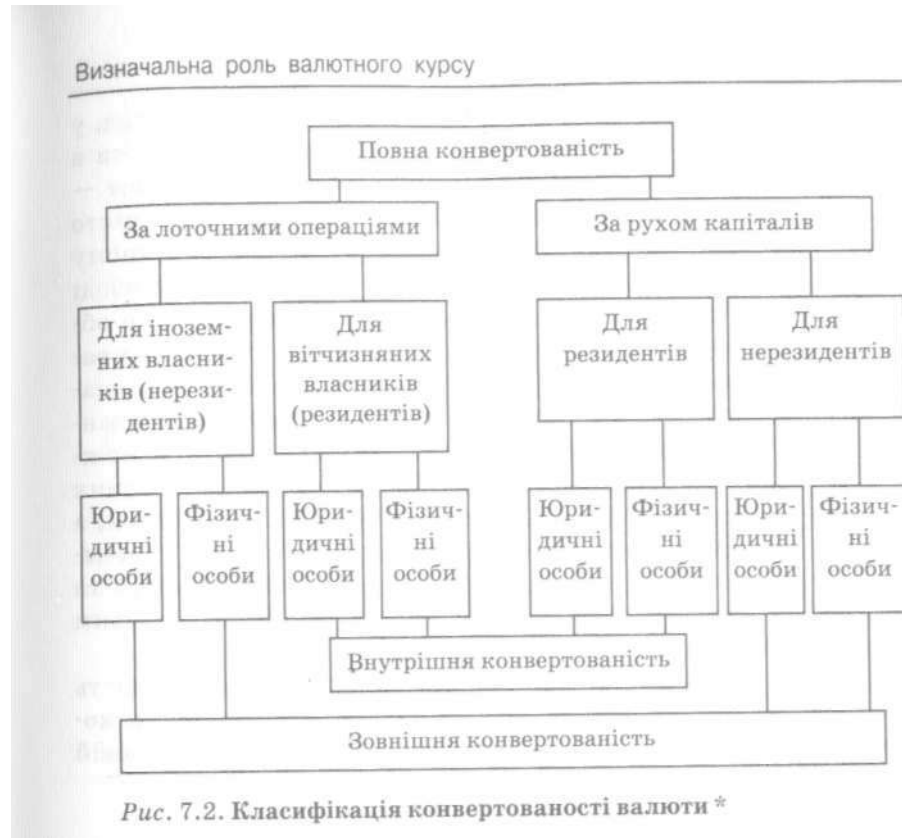 Визначальна роль валютного курсу
Повна конвертованість
За лоточними операціями
За рухом капіталів
Для інозем-
них власни-
ків (нерези-
дентів)
Для
вітчизняних
власників
(резидентів)
Для
резидентів
Для
нерезидентів
Юри-
дичні
особи
Фізич-
ні
особи
Юри-
дичні
особи
Фізич-
ні
особи
Юри-
дичні
особи
Фізич-
ні
особи
Юри-
дичні
особи
Фізич-
ні
особи
Внутрішня конвертованість
Зовнішня конвертованість
Рис. 7.2. Класифікація конвертованості валюти *